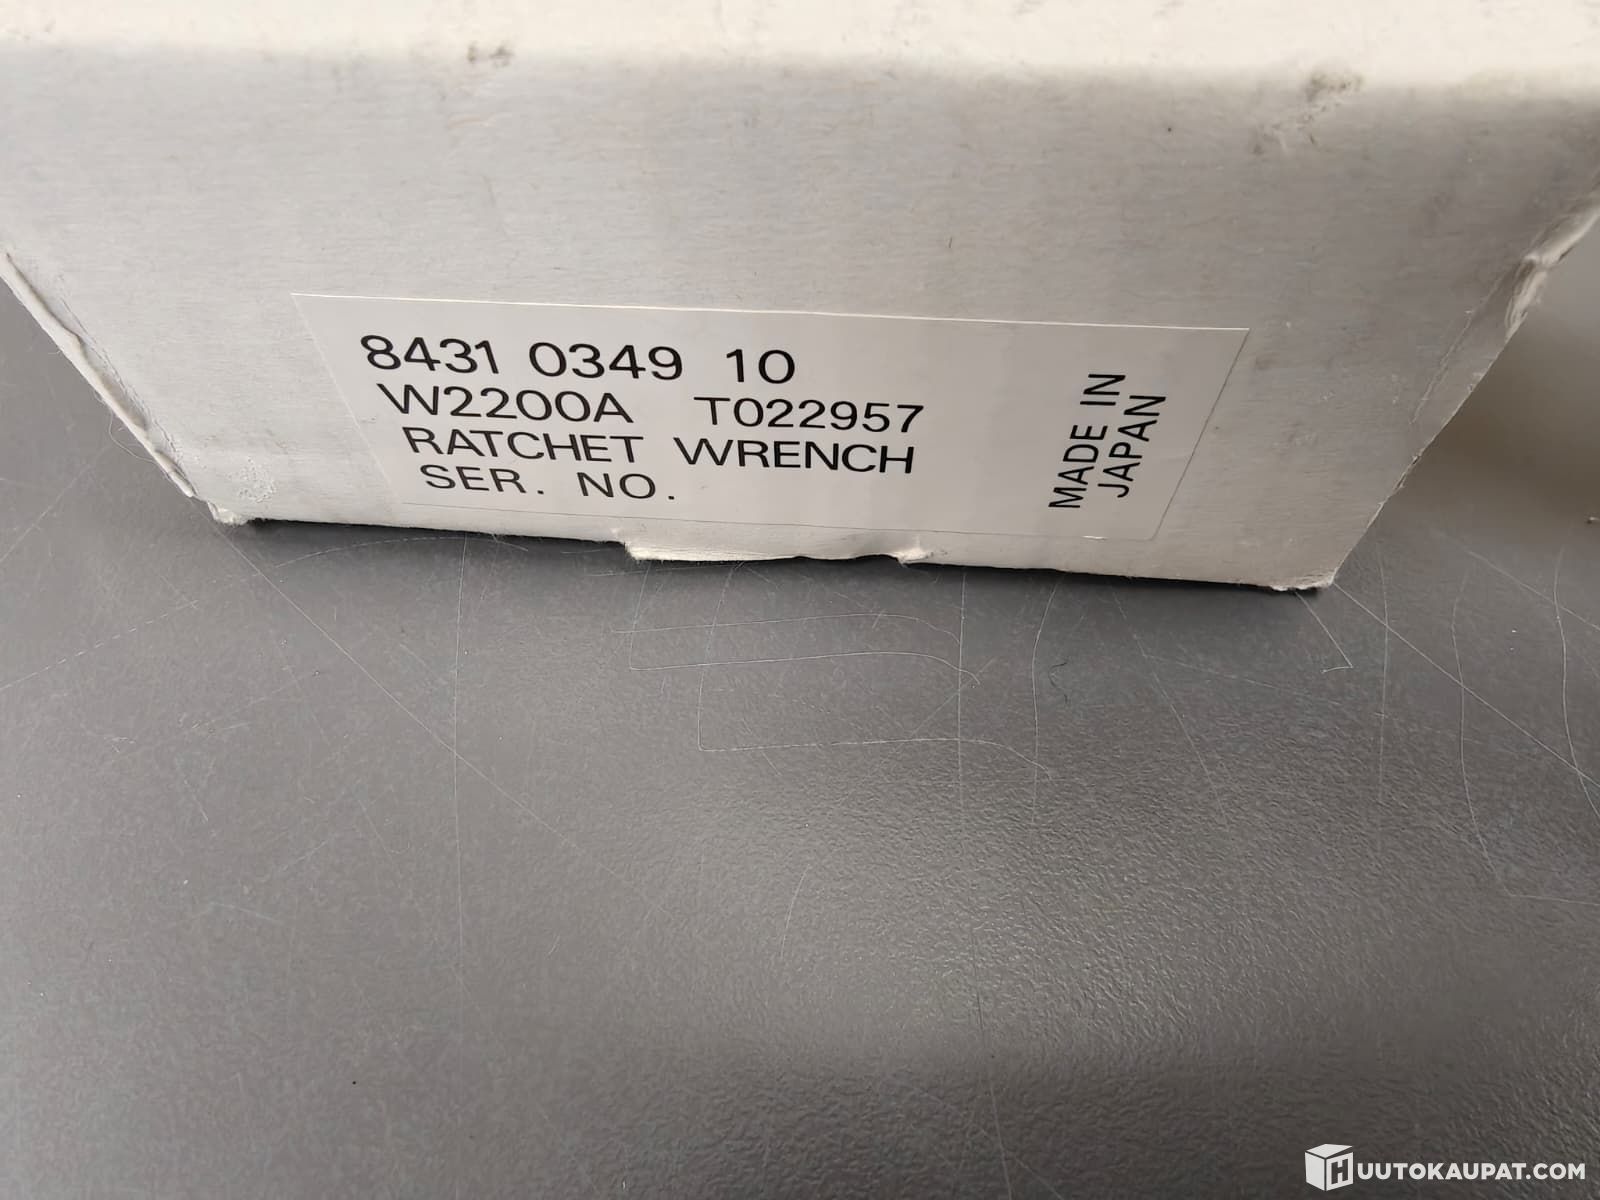 8431 0349 10
W2200A T022957
RATCHET WRENCH
SER. NO.
MADE IN
JAPAN
HUUTOKAUPAT.COM